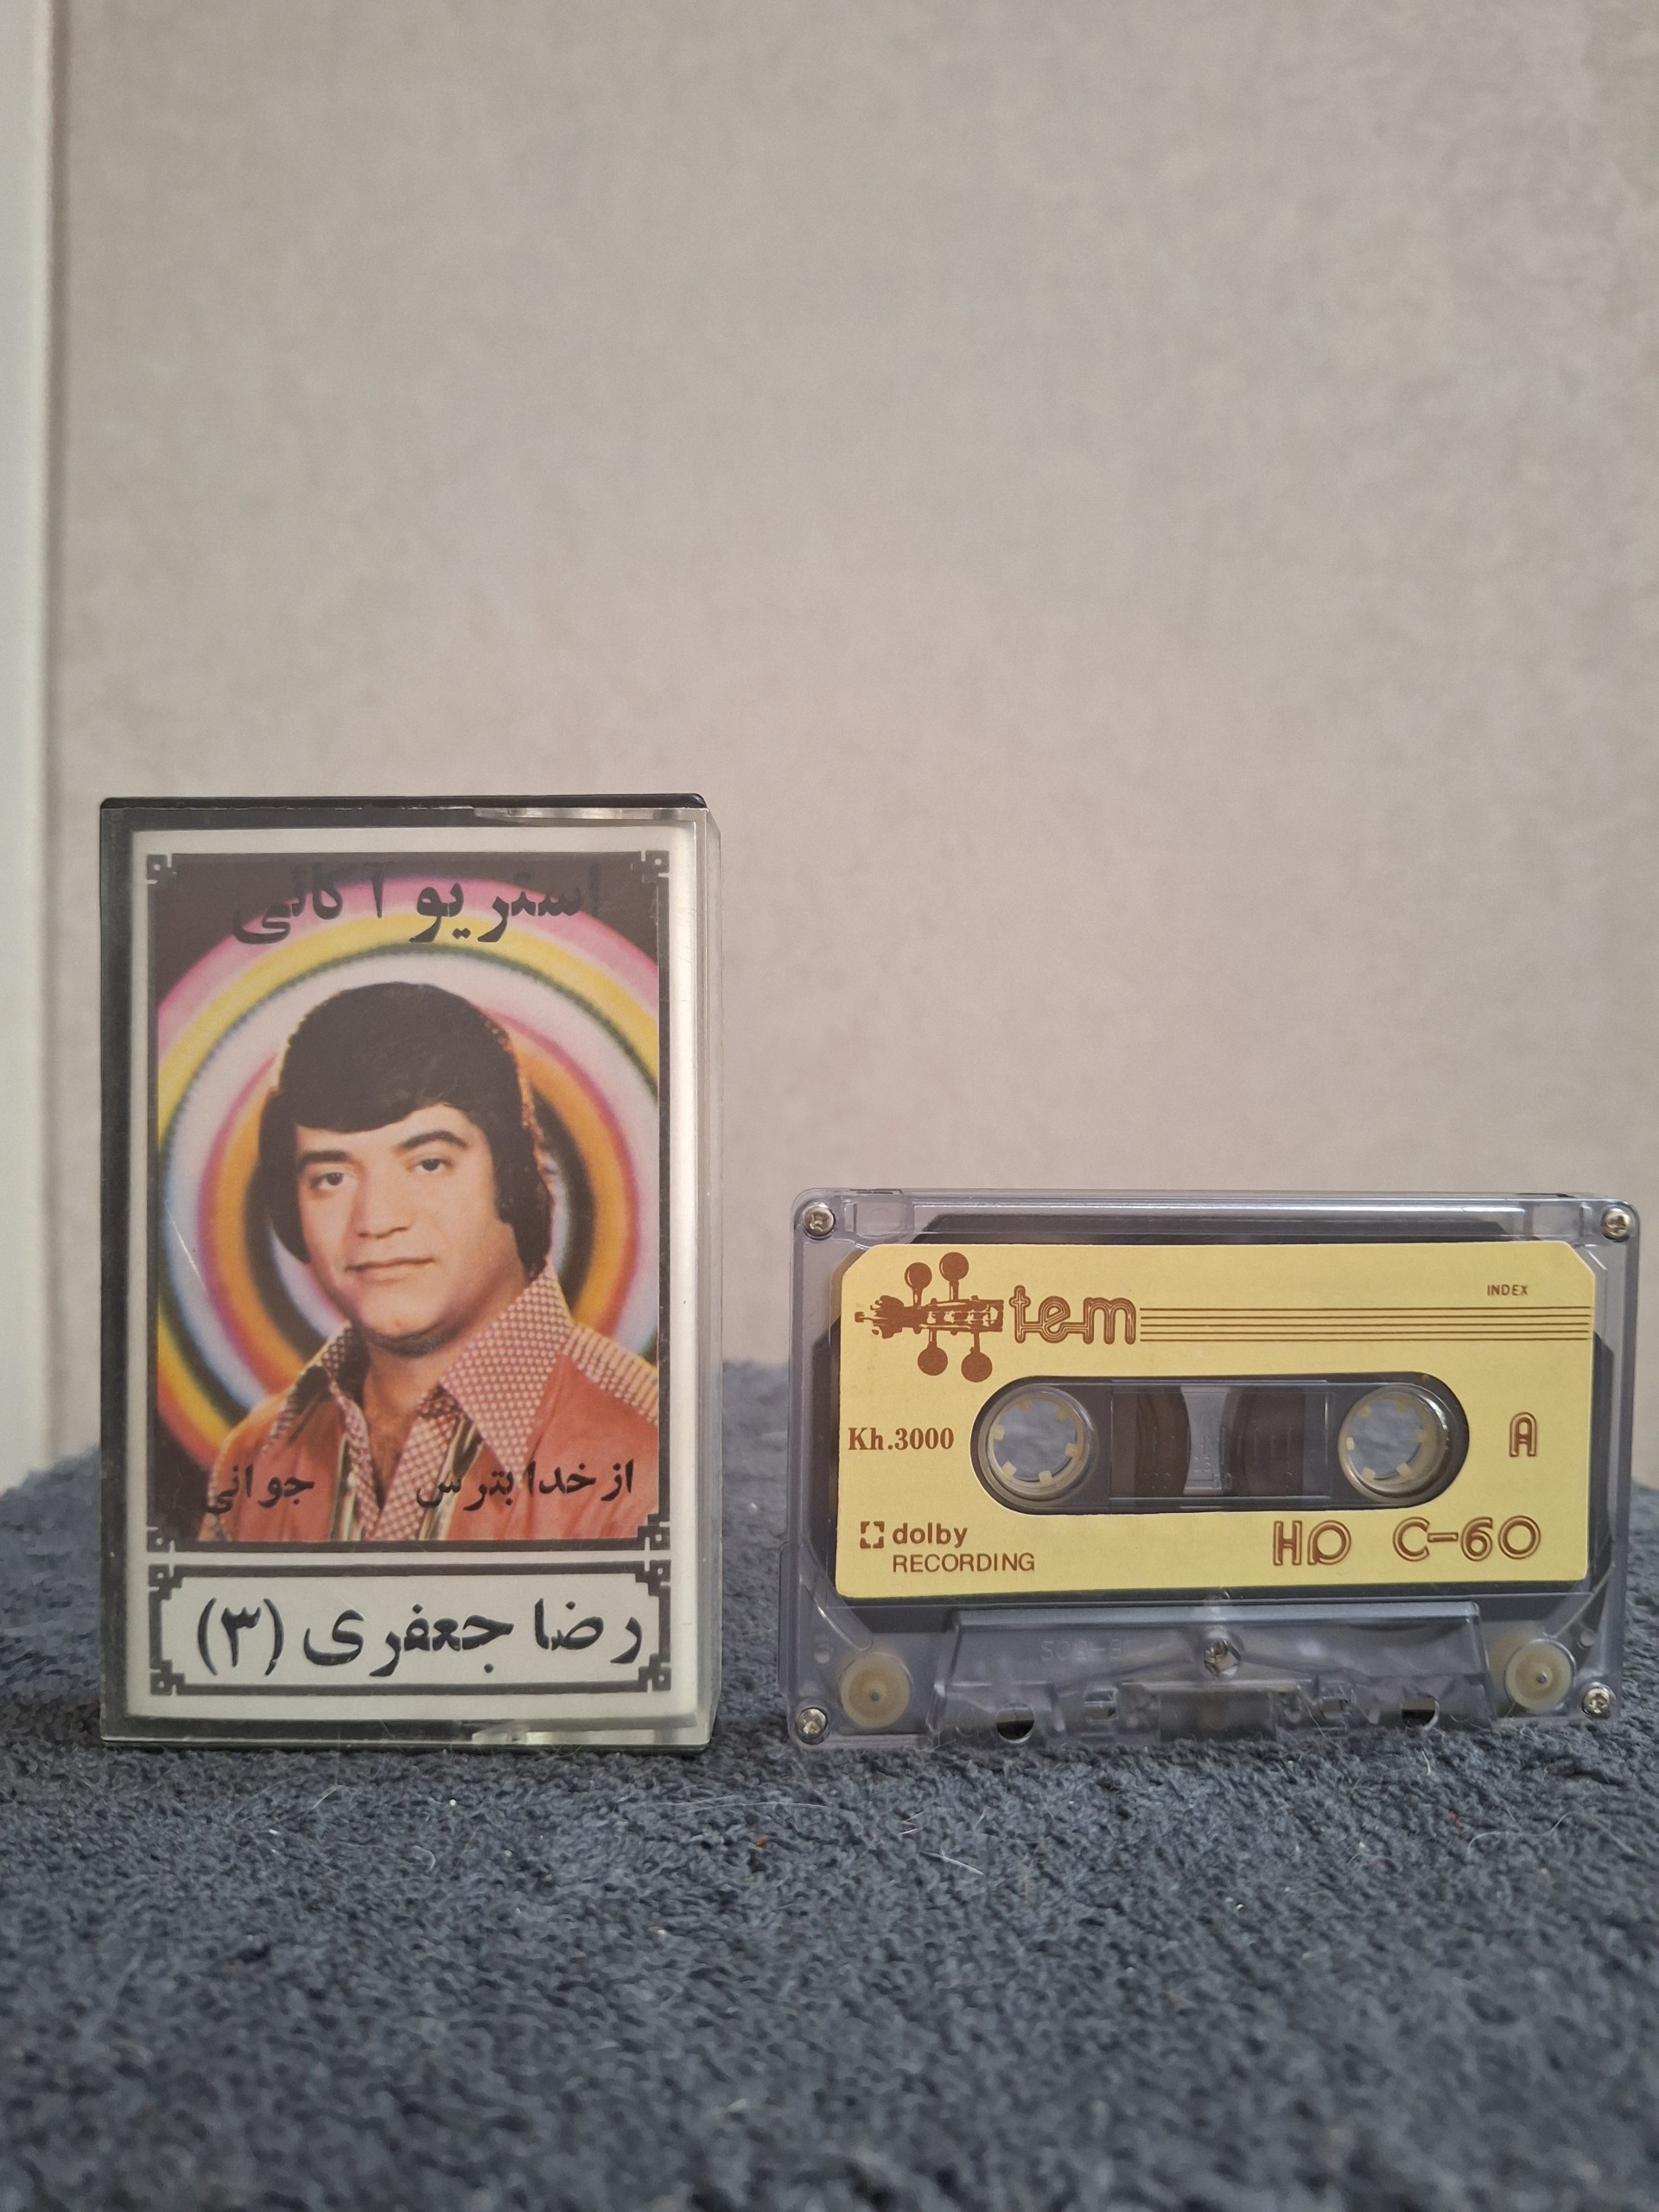 استریو آکائی
از خدا بترس جوانی
رضا جعفری (۳)
tem
INDEX
Kh.3000
A
dolby
RECORDING
HD C-60